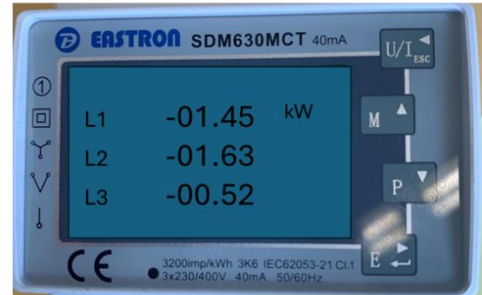 EASTRON SDM630MCT 40mA
U/I ESC
L1 -01.45 kW
M
L2 -01.63
L3 -00.52
P
E
CE 3200imp/kWh 3K6 IEC62053-21 Cl.1
3x230/400V 40mA 50/60Hz